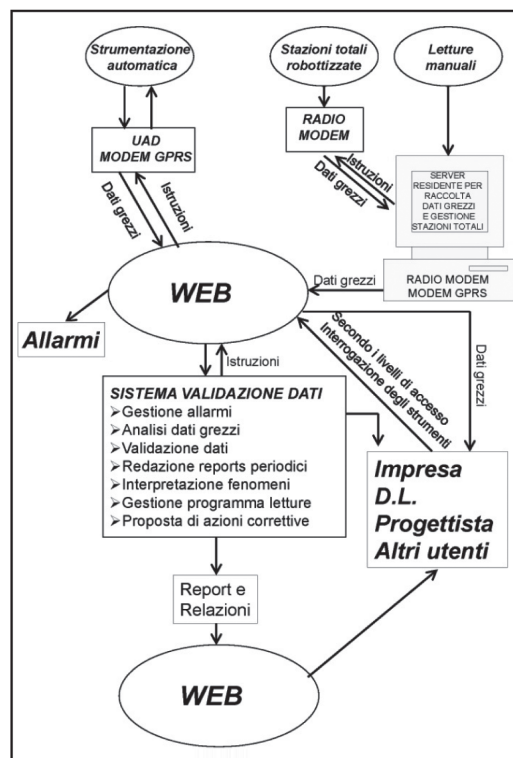 Strumentazione
automatica
Stazioni totali
robottizzate
Letture
manuali
UAD
MODEM GPRS
RADIO
MODEM
SERVER
RESIDENTE PER
RACCOLTA
DATI GREZZI
E GESTIONE
STAZIONI TOTALI
Dati grezzi
Istruzioni
Dati grezzi
Istruzioni
RADIO MODEM
MODEM GPRS
Dati grezzi
WEB
Allarmi
Istruzioni
Secondo i livelli di accesso
Interrogazione degli strumenti
Dati grezzi
SISTEMA VALIDAZIONE DATI
Gestione allarmi
Analisi dati grezzi
Validazione dati
Redazione reports periodici
Interpretazione fenomeni
Gestione programma letture
Proposta di azioni correttive
Impresa
D.L.
Progettista
Altri utenti
Report e
Relazioni
WEB